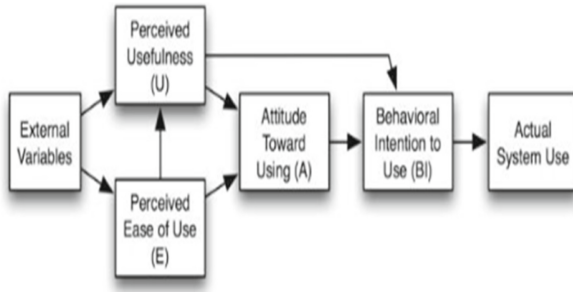 Perceived
Usefulness
(U)
External
Variables
Perceived
Ease of Use
(E)
Attitude
Toward
Using (A)
Behavioral
Intention to
Use (BI)
Actual
System Use